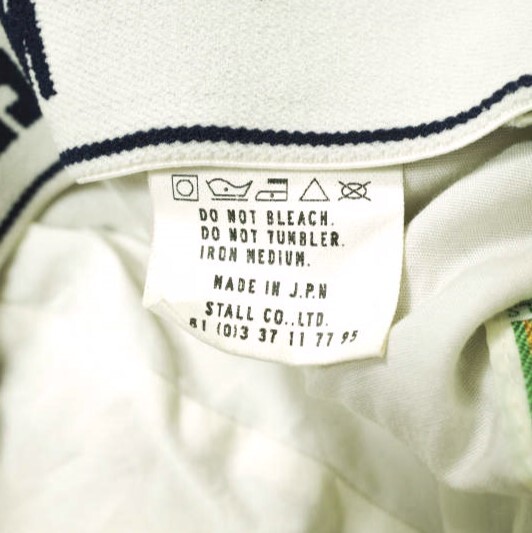 DO NOT BLEACH.
DO NOT TUMBLER.
IRON MEDIUM.
MADE IN J.P.N
STALL CO.,LTD.
81 (0)3 37 11 77 95